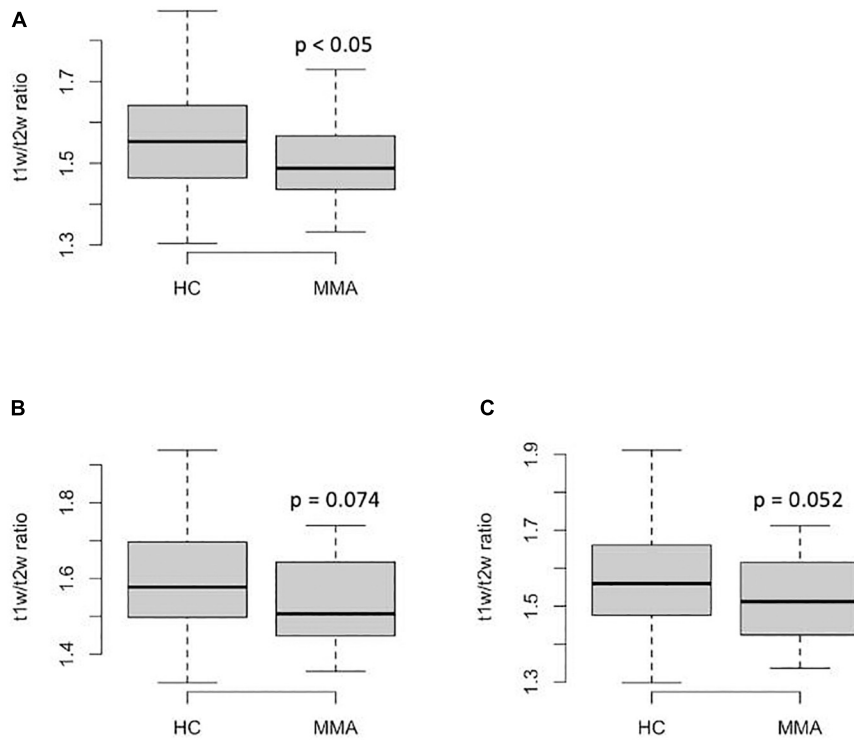 A
p < 0.05
t1w/t2w ratio
1.7
1.5
1.3
HC
MMA
B
p = 0.074
t1w/t2w ratio
1.8
1.6
1.4
HC
MMA
C
p = 0.052
t1w/t2w ratio
1.9
1.7
1.5
1.3
HC
MMA